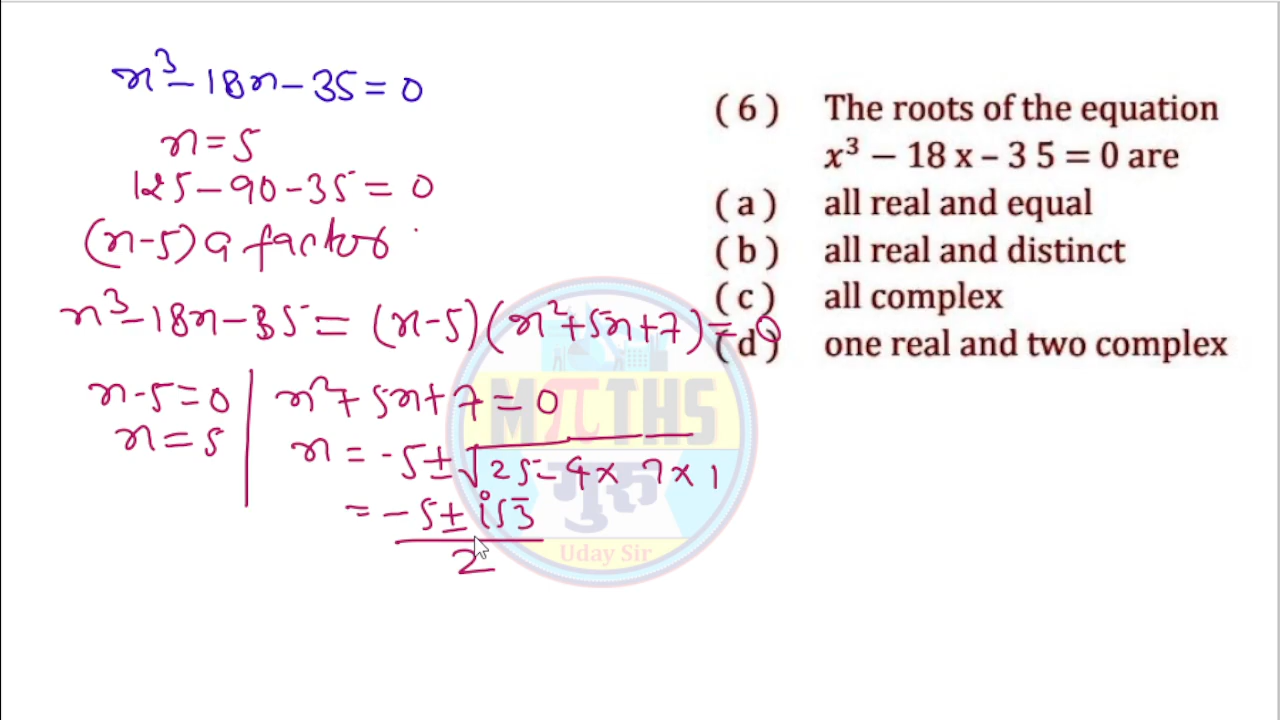 x³ - 18x - 35 = 0
x = 5
125 - 90 - 35 = 0
(x-5) a factor.
x³ - 18x - 35 = (x-5)(x²+5x+7) = 0
x-5=0
x = 5
x² + 5x + 7 = 0
x = -5±√25-4×7×1
= -5±i√3
2
( 6 ) The roots of the equation
x³ − 18 x – 3 5 = 0 are
( a ) all real and equal
( b ) all real and distinct
( c ) all complex
( d ) one real and two complex
MπTHS
गुरु
Uday Sir